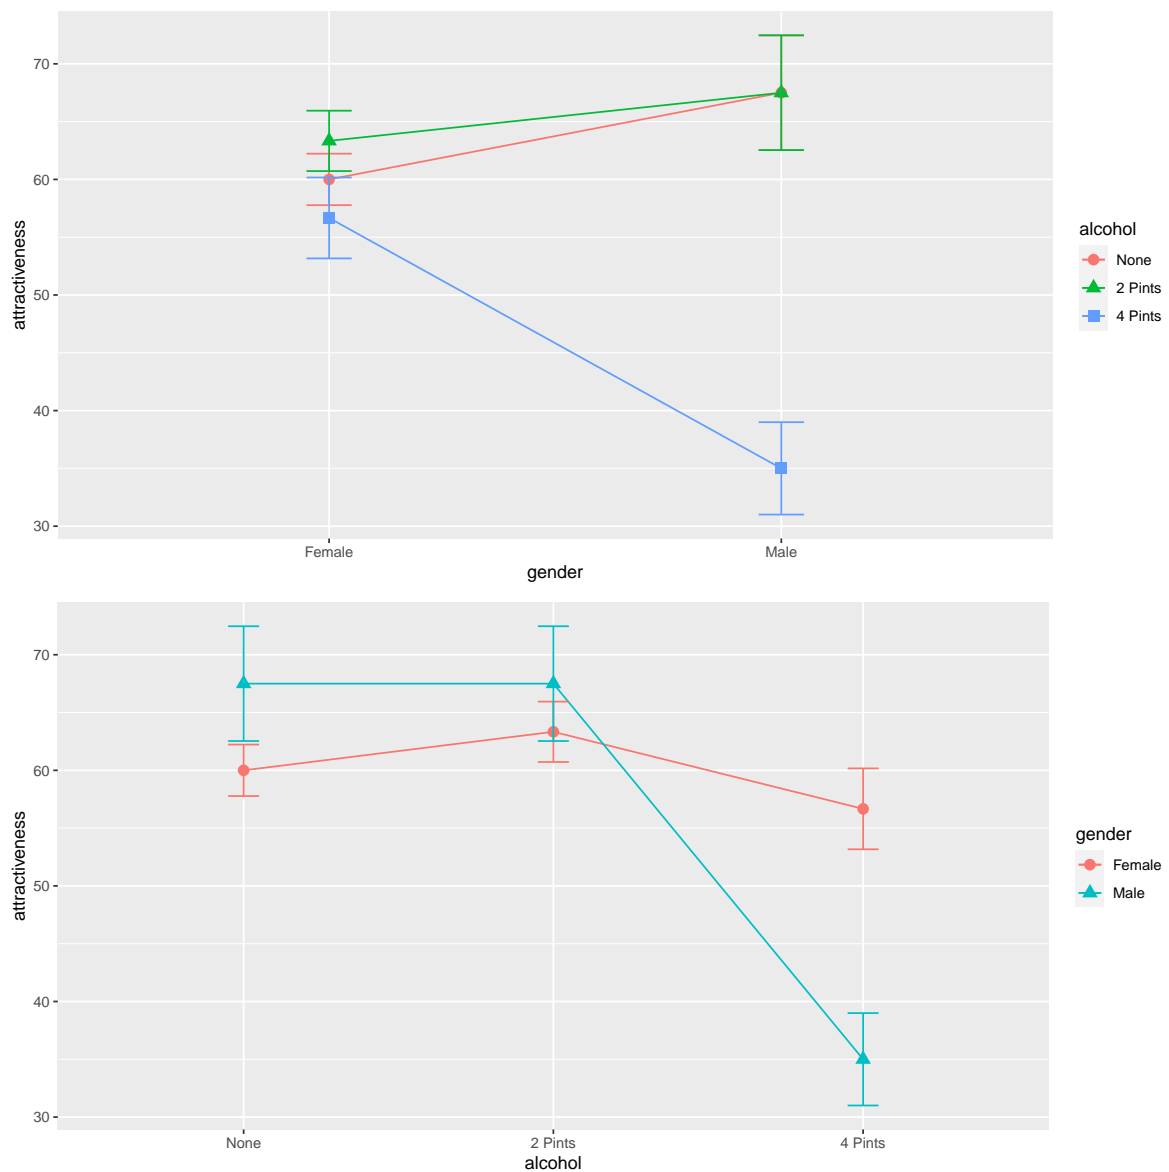 70
60
50
40
30
attractiveness
Female
Male
gender
alcohol
None
2 Pints
4 Pints
70
60
50
40
30
attractiveness
None
2 Pints
4 Pints
alcohol
gender
Female
Male